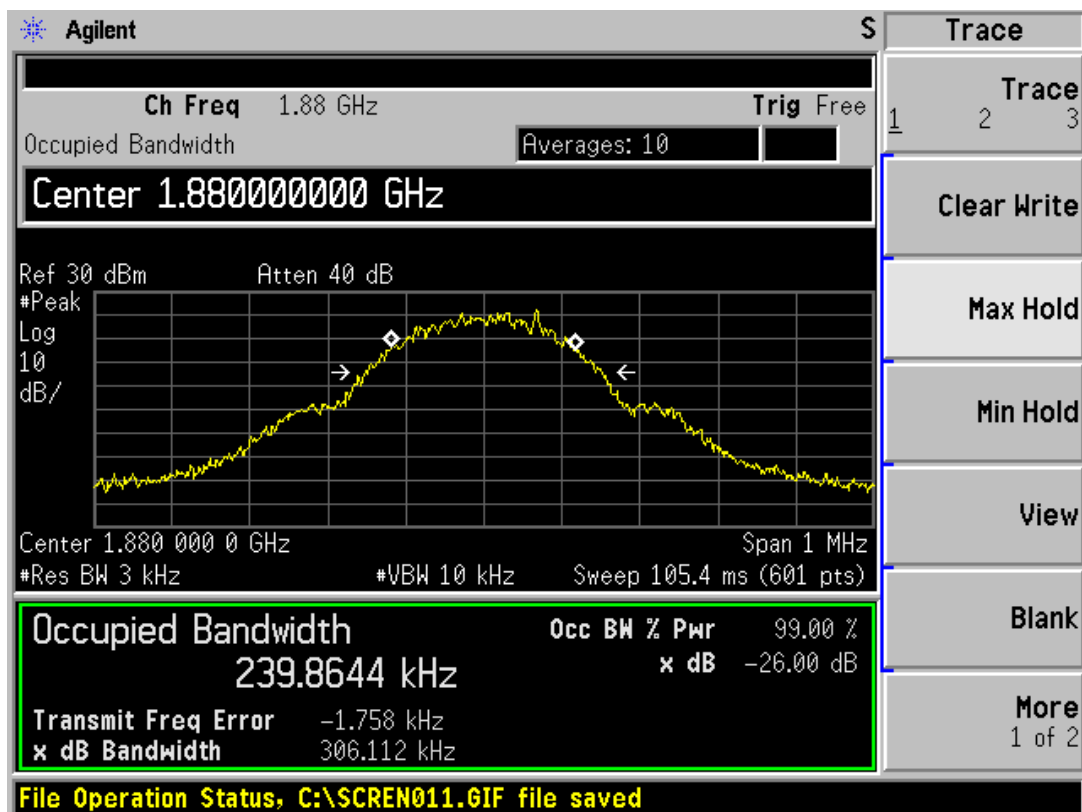 Agilent S Trace
Ch Freq 1.88 GHz Trig Free
Occupied Bandwidth Averages: 10
Center 1.880000000 GHz
Ref 30 dBm Atten 40 dB
#Peak
Log
10
dB/
Center 1.880 000 0 GHz Span 1 MHz
#Res BW 3 kHz #VBW 10 kHz Sweep 105.4 ms (601 pts)
Occupied Bandwidth Occ BW % Pwr 99.00 %
239.8644 kHz x dB -26.00 dB
Transmit Freq Error -1.758 kHz
x dB Bandwidth 306.112 kHz
Trace
1 2 3
Clear Write
Max Hold
Min Hold
View
Blank
More
1 of 2
File Operation Status, C:\SCREN011.GIF file saved